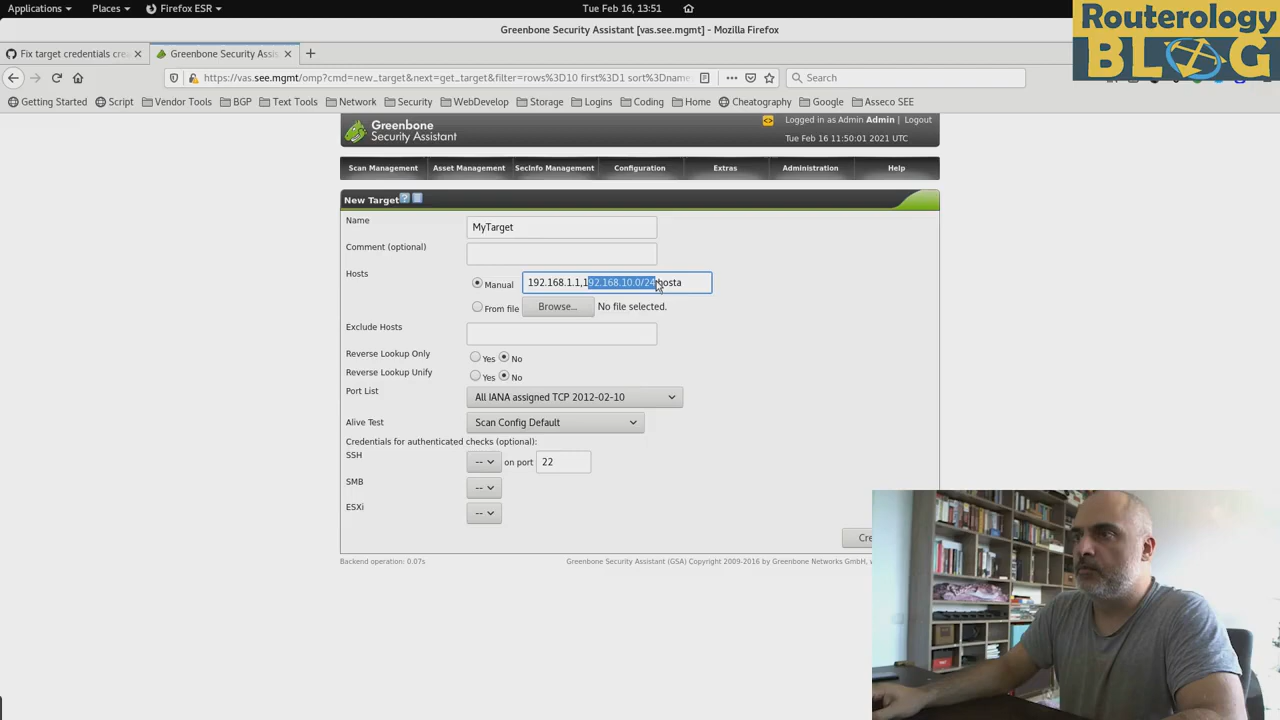 Applications
Places
Firefox ESR
Tue Feb 16, 13:51
Greenbone Security Assistant [vas.see.mgmt] - Mozilla Firefox
Routerology
BLOG
Fix target credentials cre
Greenbone Security Assis
https://vas.see.mgmt/omp?cmd=new_target&next=get_target&filter=rows%3D10 first%3D1 sort%3Dname
Search
Getting Started
Script
Vendor Tools
BGP
Text Tools
Network
Security
WebDevelop
Storage
Logins
Coding
Home
Cheatography
Google
Asseco SEE
Greenbone
Security Assistant
Logged in as Admin Admin | Logout
Tue Feb 16 11:50:01 2021 UTC
Scan Management
Asset Management
SecInfo Management
Configuration
Extras
Administration
Help
New Target
Name
MyTarget
Comment (optional)
Hosts
Manual
192.168.1.1,192.168.10.0/24,hosta
From file
Browse...
No file selected.
Exclude Hosts
Reverse Lookup Only
Yes
No
Reverse Lookup Unify
Yes
No
Port List
All IANA assigned TCP 2012-02-10
Alive Test
Scan Config Default
Credentials for authenticated checks (optional):
SSH
--
on port
22
SMB
--
ESXi
--
Cre
Backend operation: 0.07s
Greenbone Security Assistant (GSA) Copyright 2009-2016 by Greenbone Networks GmbH,